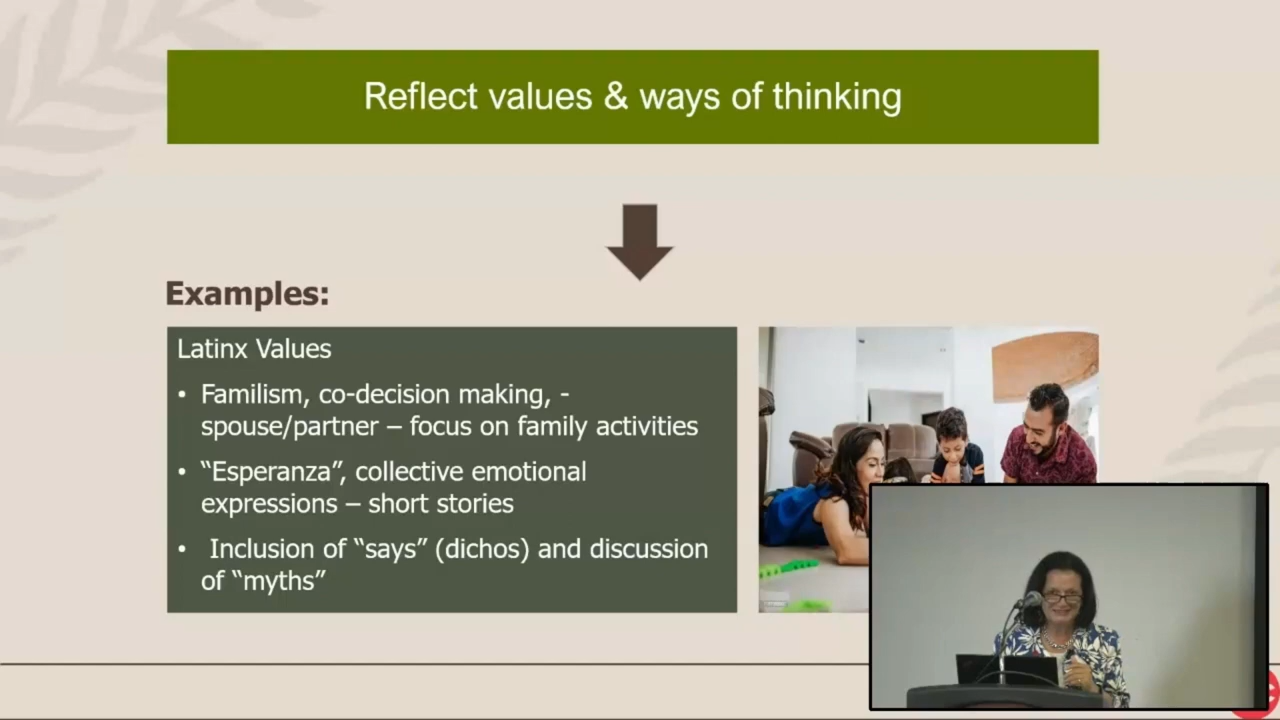 Reflect values & ways of thinking
Examples:
Latinx Values
• Familism, co-decision making, -
spouse/partner – focus on family activities
• “Esperanza”, collective emotional
expressions – short stories
• Inclusion of “says” (dichos) and discussion
of “myths”